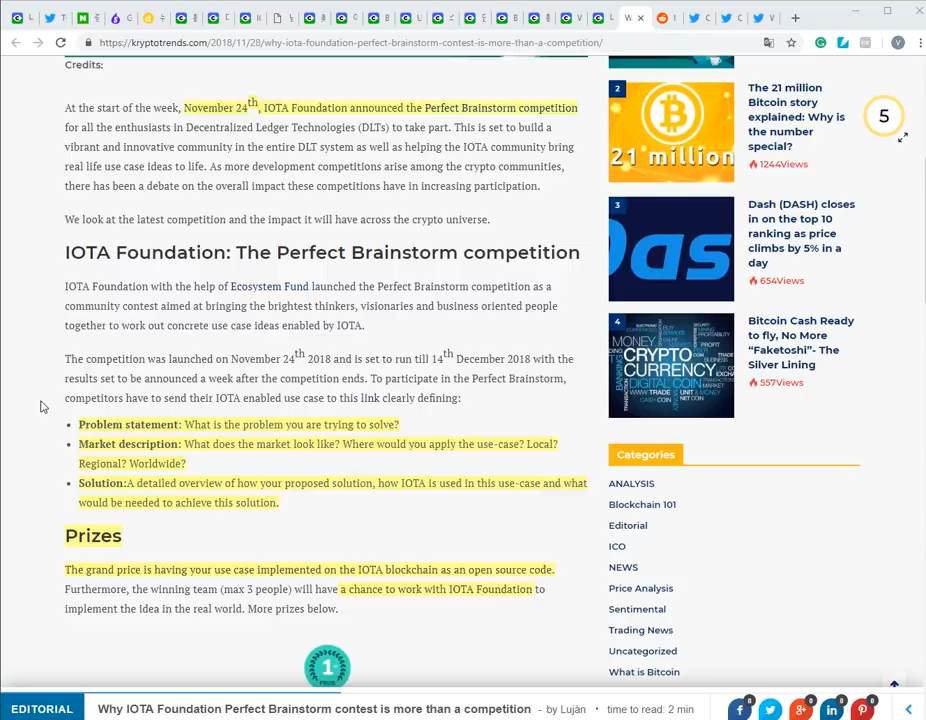 https://kryptotrends.com/2018/11/28/why-iota-foundation-perfect-brainstorm-contest-is-more-than-a-competition/
Credits:
At the start of the week, November 24th, IOTA Foundation announced the Perfect Brainstorm competition
for all the enthusiasts in Decentralized Ledger Technologies (DLTs) to take part. This is set to build a
vibrant and innovative community in the entire DLT system as well as helping the IOTA community bring
real life use case ideas to life. As more development competitions arise among the crypto communities,
there has been a debate on the overall impact these competitions have in increasing participation.
We look at the latest competition and the impact it will have across the crypto universe.
IOTA Foundation: The Perfect Brainstorm competition
IOTA Foundation with the help of Ecosystem Fund launched the Perfect Brainstorm competition as a
community contest aimed at bringing the brightest thinkers, visionaries and business oriented people
together to work out concrete use case ideas enabled by IOTA.
The competition was launched on November 24th 2018 and is set to run till 14th December 2018 with the
results set to be announced a week after the competition ends. To participate in the Perfect Brainstorm,
competitors have to send their IOTA enabled use case to this link clearly defining:
Problem statement: What is the problem you are trying to solve?
Market description: What does the market look like? Where would you apply the use-case? Local?
Regional? Worldwide?
Solution:A detailed overview of how your proposed solution, how IOTA is used in this use-case and what
would be needed to achieve this solution.
Prizes
The grand price is having your use case implemented on the IOTA blockchain as an open source code.
Furthermore, the winning team (max 3 people) will have a chance to work with IOTA Foundation to
implement the idea in the real world. More prizes below.
1
PRIZE
2
21 million
The 21 million
Bitcoin story
explained: Why is
the number
special?
1244Views
5
3
Das
Dash (DASH) closes
in on the top 10
ranking as price
climbs by 5% in a
day
654Views
4
MONEY
CRYPTO
CURRENCY
DIGITAL COIN
Bitcoin Cash Ready
to fly, No More
“Faketoshi”- The
Silver Lining
557Views
Categories
ANALYSIS
Blockchain 101
Editorial
ICO
NEWS
Price Analysis
Sentimental
Trading News
Uncategorized
What is Bitcoin
EDITORIAL
Why IOTA Foundation Perfect Brainstorm contest is more than a competition - by Luján • time to read: 2 min
0
0
0
0
0